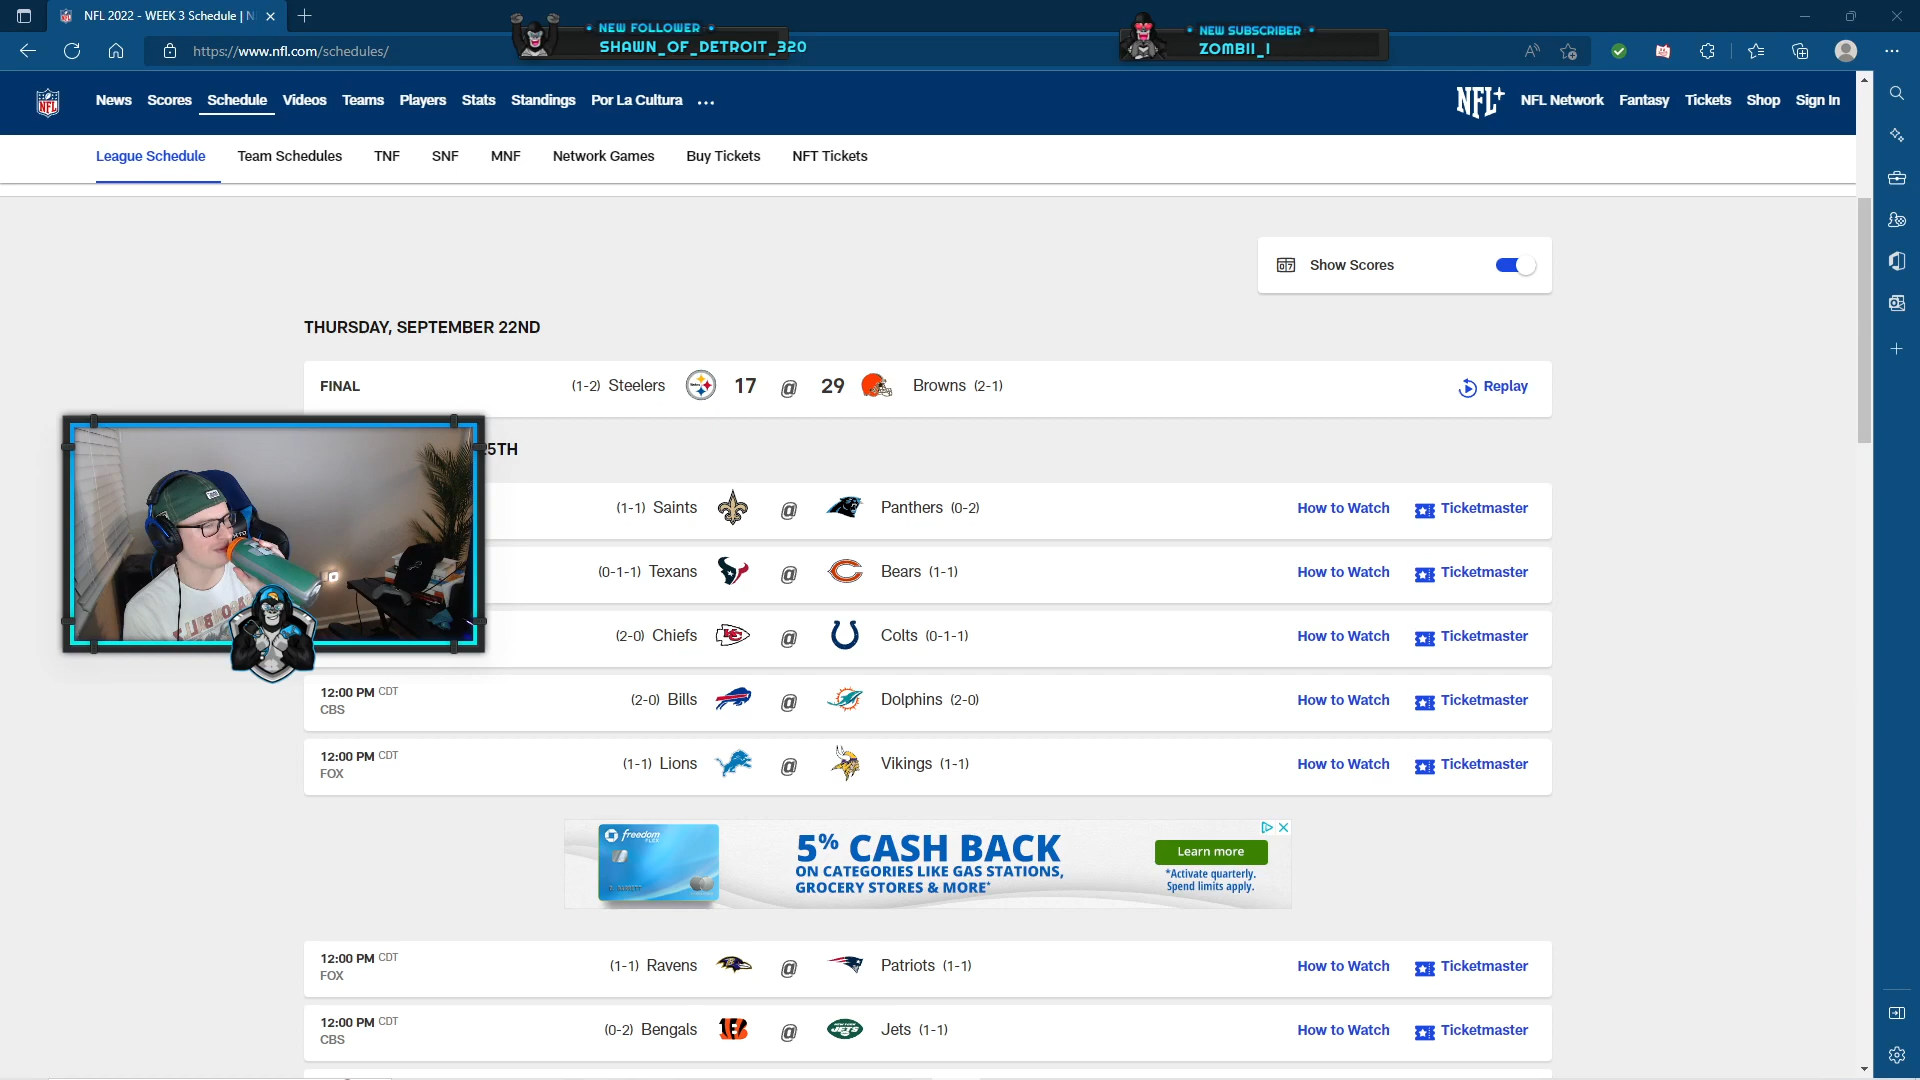 NFL 2022 - WEEK 3 Schedule | N
NEW FOLLOWER
SHAWN_OF_DETROIT_320
NEW SUBSCRIBER
ZOMBII_I
https://www.nfl.com/schedules/
NFL
News Scores Schedule Videos Teams Players Stats Standings Por La Cultura ...
NFL+ NFL Network Fantasy Tickets Shop Sign In
League Schedule Team Schedules TNF SNF MNF Network Games Buy Tickets NFT Tickets
Show Scores
THURSDAY, SEPTEMBER 22ND
FINAL (1-2) Steelers 17 @ 29 Browns (2-1) Replay
5TH
(1-1) Saints @ Panthers (0-2) How to Watch Ticketmaster
(0-1-1) Texans @ Bears (1-1) How to Watch Ticketmaster
(2-0) Chiefs @ Colts (0-1-1) How to Watch Ticketmaster
12:00 PM CDT (2-0) Bills @ Dolphins (2-0) How to Watch Ticketmaster
CBS
12:00 PM CDT (1-1) Lions @ Vikings (1-1) How to Watch Ticketmaster
FOX
freedom
FLEX
5% CASH BACK
ON CATEGORIES LIKE GAS STATIONS,
GROCERY STORES & MORE*
Learn more
*Activate quarterly.
Spend limits apply.
12:00 PM CDT (1-1) Ravens @ Patriots (1-1) How to Watch Ticketmaster
FOX
12:00 PM CDT (0-2) Bengals @ Jets (1-1) How to Watch Ticketmaster
CBS